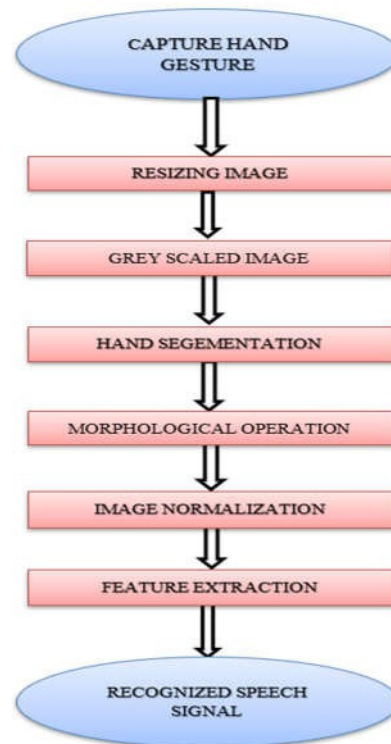 CAPTURE HAND
GESTURE
RESIZING IMAGE
GREY SCALED IMAGE
HAND SEGEMENTATION
MORPHOLOGICAL OPERATION
IMAGE NORMALIZATION
FEATURE EXTRACTION
RECOGNIZED SPEECH
SIGNAL